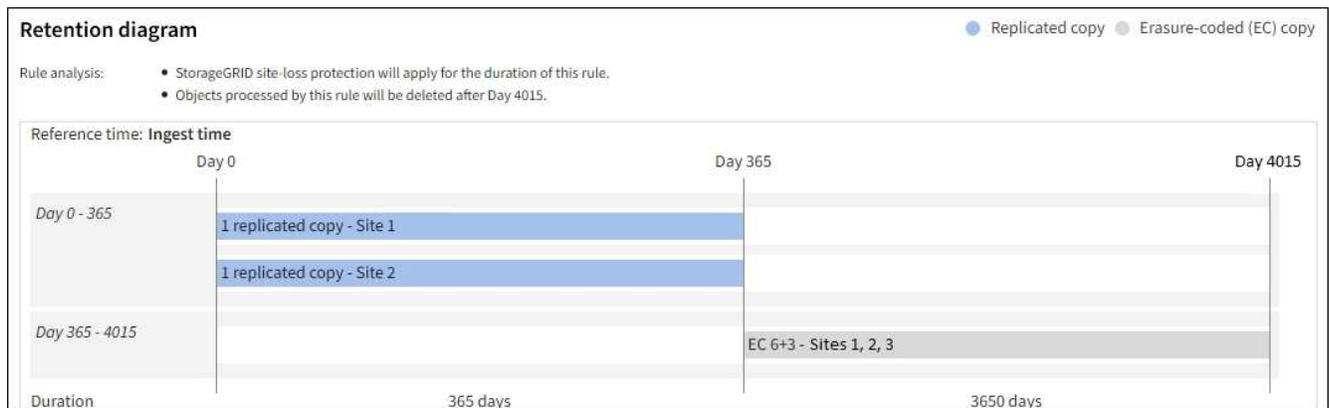 Retention diagram
Replicated copy Erasure-coded (EC) copy
Rule analysis:
• StorageGRID site-loss protection will apply for the duration of this rule.
• Objects processed by this rule will be deleted after Day 4015.
Reference time: Ingest time
Day 0 Day 365 Day 4015
Day 0 - 365
1 replicated copy - Site 1
1 replicated copy - Site 2
Day 365 - 4015
EC 6+3 - Sites 1, 2, 3
Duration 365 days 3650 days